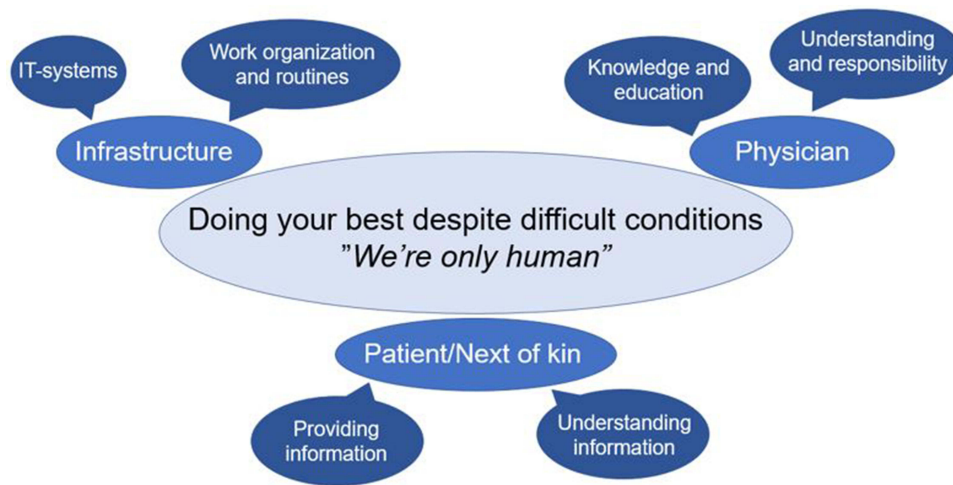 IT-systems
Work organization
and routines
Infrastructure
Knowledge and
education
Understanding
and responsibility
Physician
Doing your best despite difficult conditions
”We’re only human”
Patient/Next of kin
Providing
information
Understanding
information